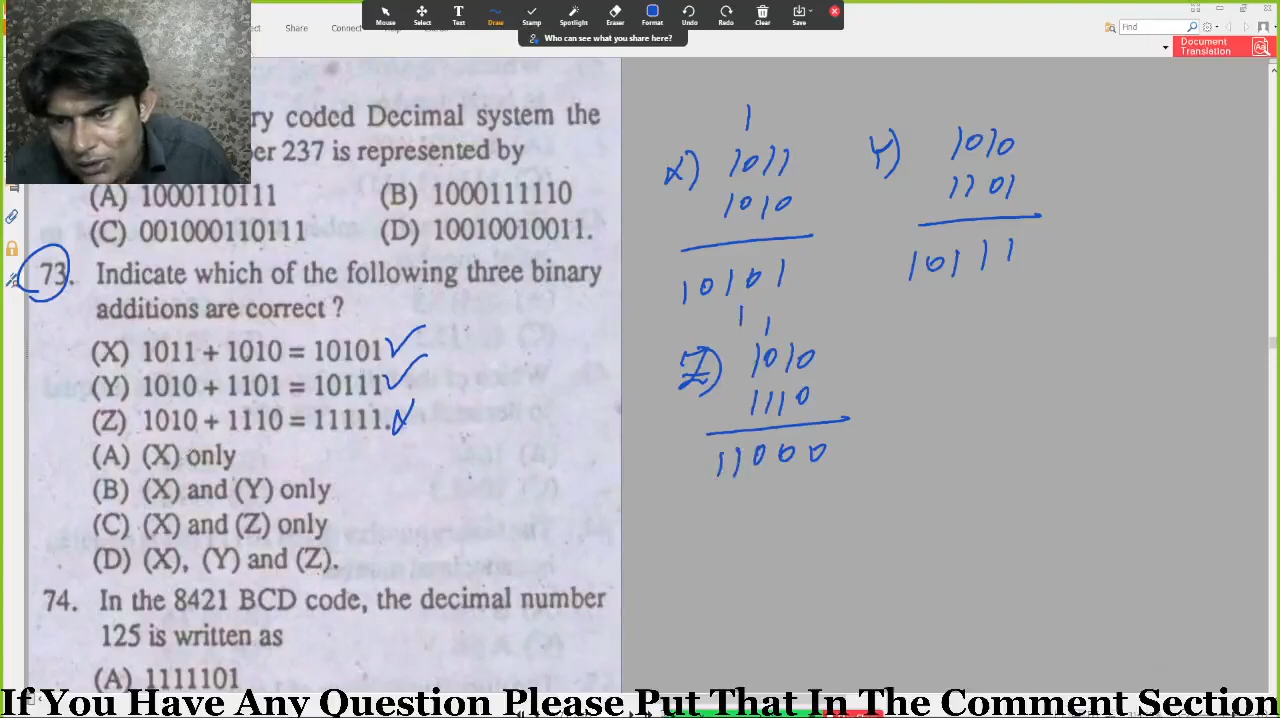 Mouse Select Text Draw Stamp Spotlight Eraser Format Undo Redo Clear Save
Who can see what you share here?
Share Connect
Find
Document
Translation
ry coded Decimal system the
er 237 is represented by
(A) 1000110111 (B) 1000111110
(C) 001000110111 (D) 10010010011.
73. Indicate which of the following three binary
additions are correct ?
(X) 1011 + 1010 = 10101
(Y) 1010 + 1101 = 10111
(Z) 1010 + 1110 = 11111.
(A) (X) only
(B) (X) and (Y) only
(C) (X) and (Z) only
(D) (X), (Y) and (Z).
74. In the 8421 BCD code, the decimal number
125 is written as
(A) 1111101
1
X) 1011
1010
10101
Y) 1010
1101
10111
1 1
Z) 1010
1110
11000
If You Have Any Question Please Put That In The Comment Section